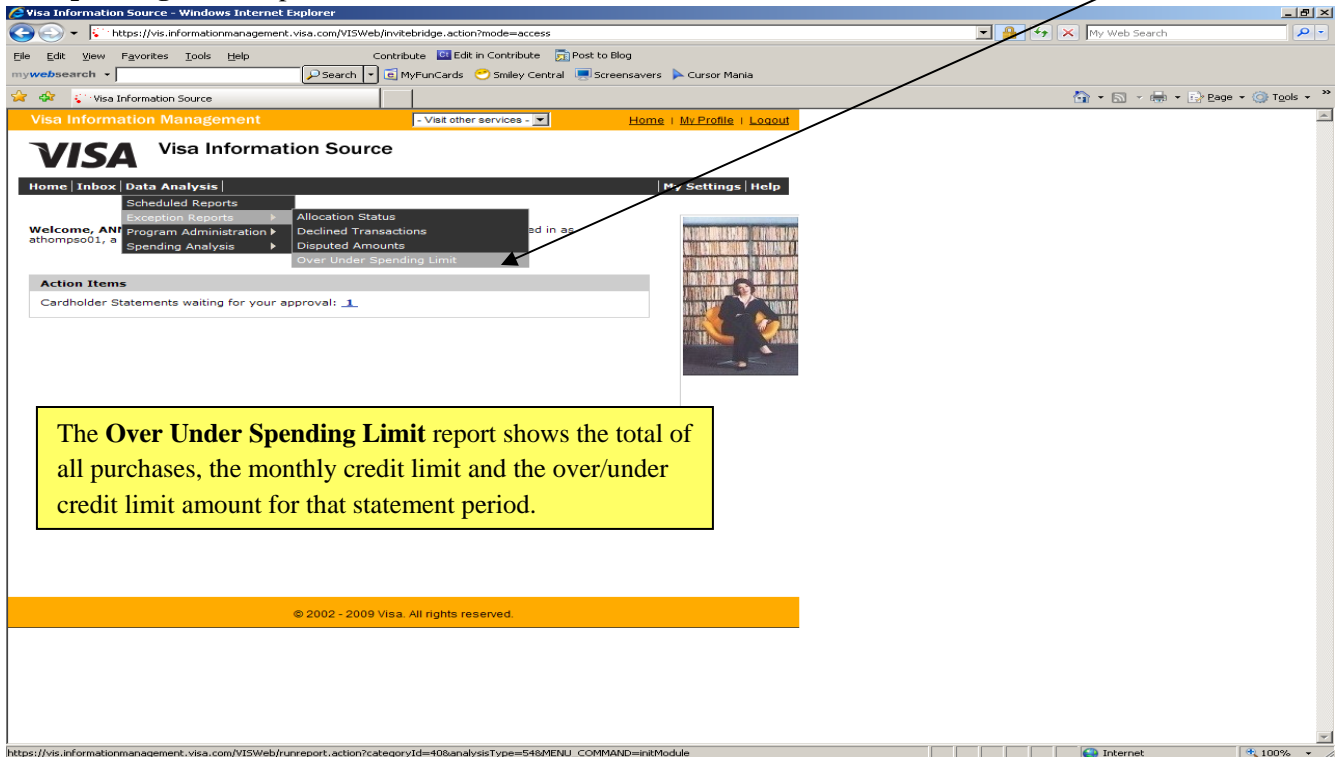 Visa Information Source - Windows Internet Explorer
https://vis.informationmanagement.visa.com/VISWeb/invitebridge.action?mode=access
My Web Search
File Edit View Favorites Tools Help
Contribute Edit in Contribute Post to Blog
mywebsearch Search MyFunCards Smiley Central Screensavers Cursor Mania
Visa Information Source
Page Tools
Visa Information Management - Visit other services - Home | My Profile | Logout
VISA Visa Information Source
Home | Inbox | Data Analysis | | My Settings | Help
Scheduled Reports
Exception Reports Allocation Status
Welcome, Program Administration Declined Transactions ed in as
athompso01, a Spending Analysis Disputed Amounts
Over Under Spending Limit
Action Items
Cardholder Statements waiting for your approval: 1
The Over Under Spending Limit report shows the total of
all purchases, the monthly credit limit and the over/under
credit limit amount for that statement period.
© 2002 - 2009 Visa. All rights reserved.
https://vis.informationmanagement.visa.com/VISWeb/runreport.action?categoryId=40&analysisType=54&MENU_COMMAND=initModule
Internet 100%